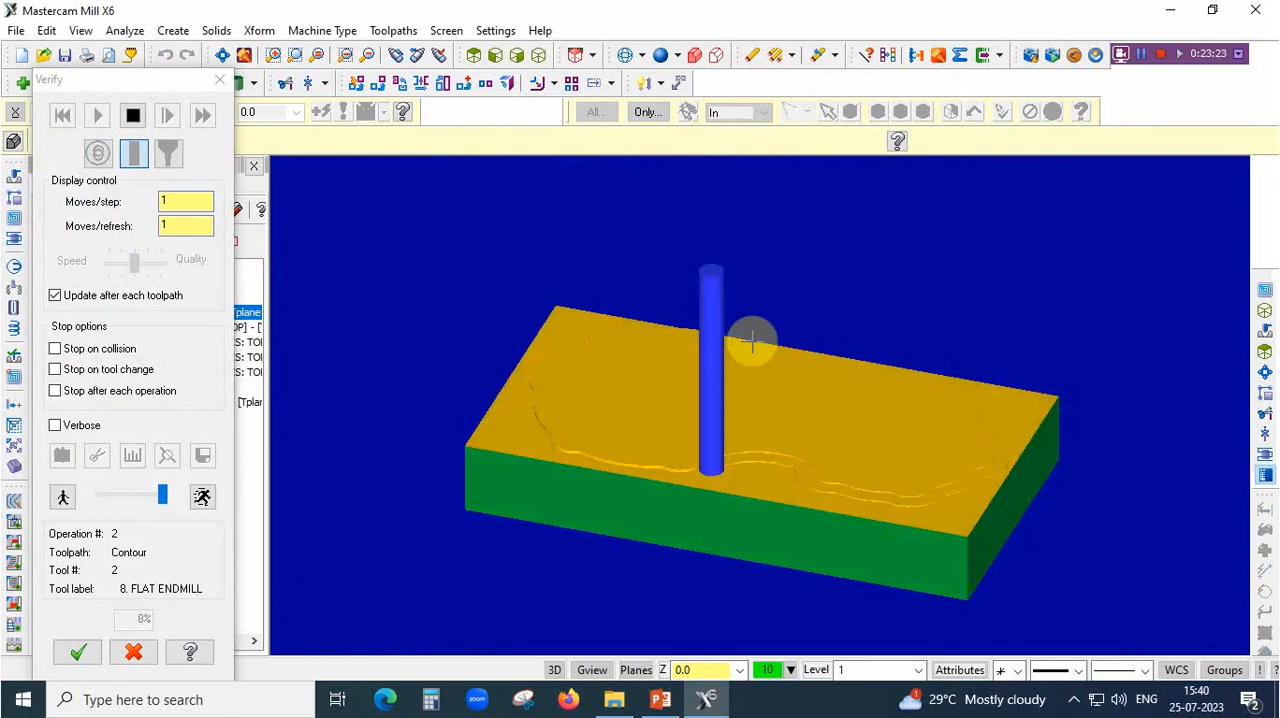 Mastercam Mill X6
File Edit View Analyze Create Solids Xform Machine Type Toolpaths Screen Settings Help
Verify
23:23:23
0.0
All...
Only...
In
Display control
Moves/step: 1
Moves/refresh: 1
Speed Quality
Update after each toolpath
Stop options
Stop on collision
Stop on tool change
Stop after each operation
Verbose
Operation #: 2
Toolpath: Contour
Tool #: 2
Tool label: 8. FLAT ENDMILL
8%
3D Gview Planes Z 0.0 10 Level 1 Attributes WCS Groups ! ?
Type here to search
zoom
X6
29°C Mostly cloudy
ENG
15:40
25-07-2023
2